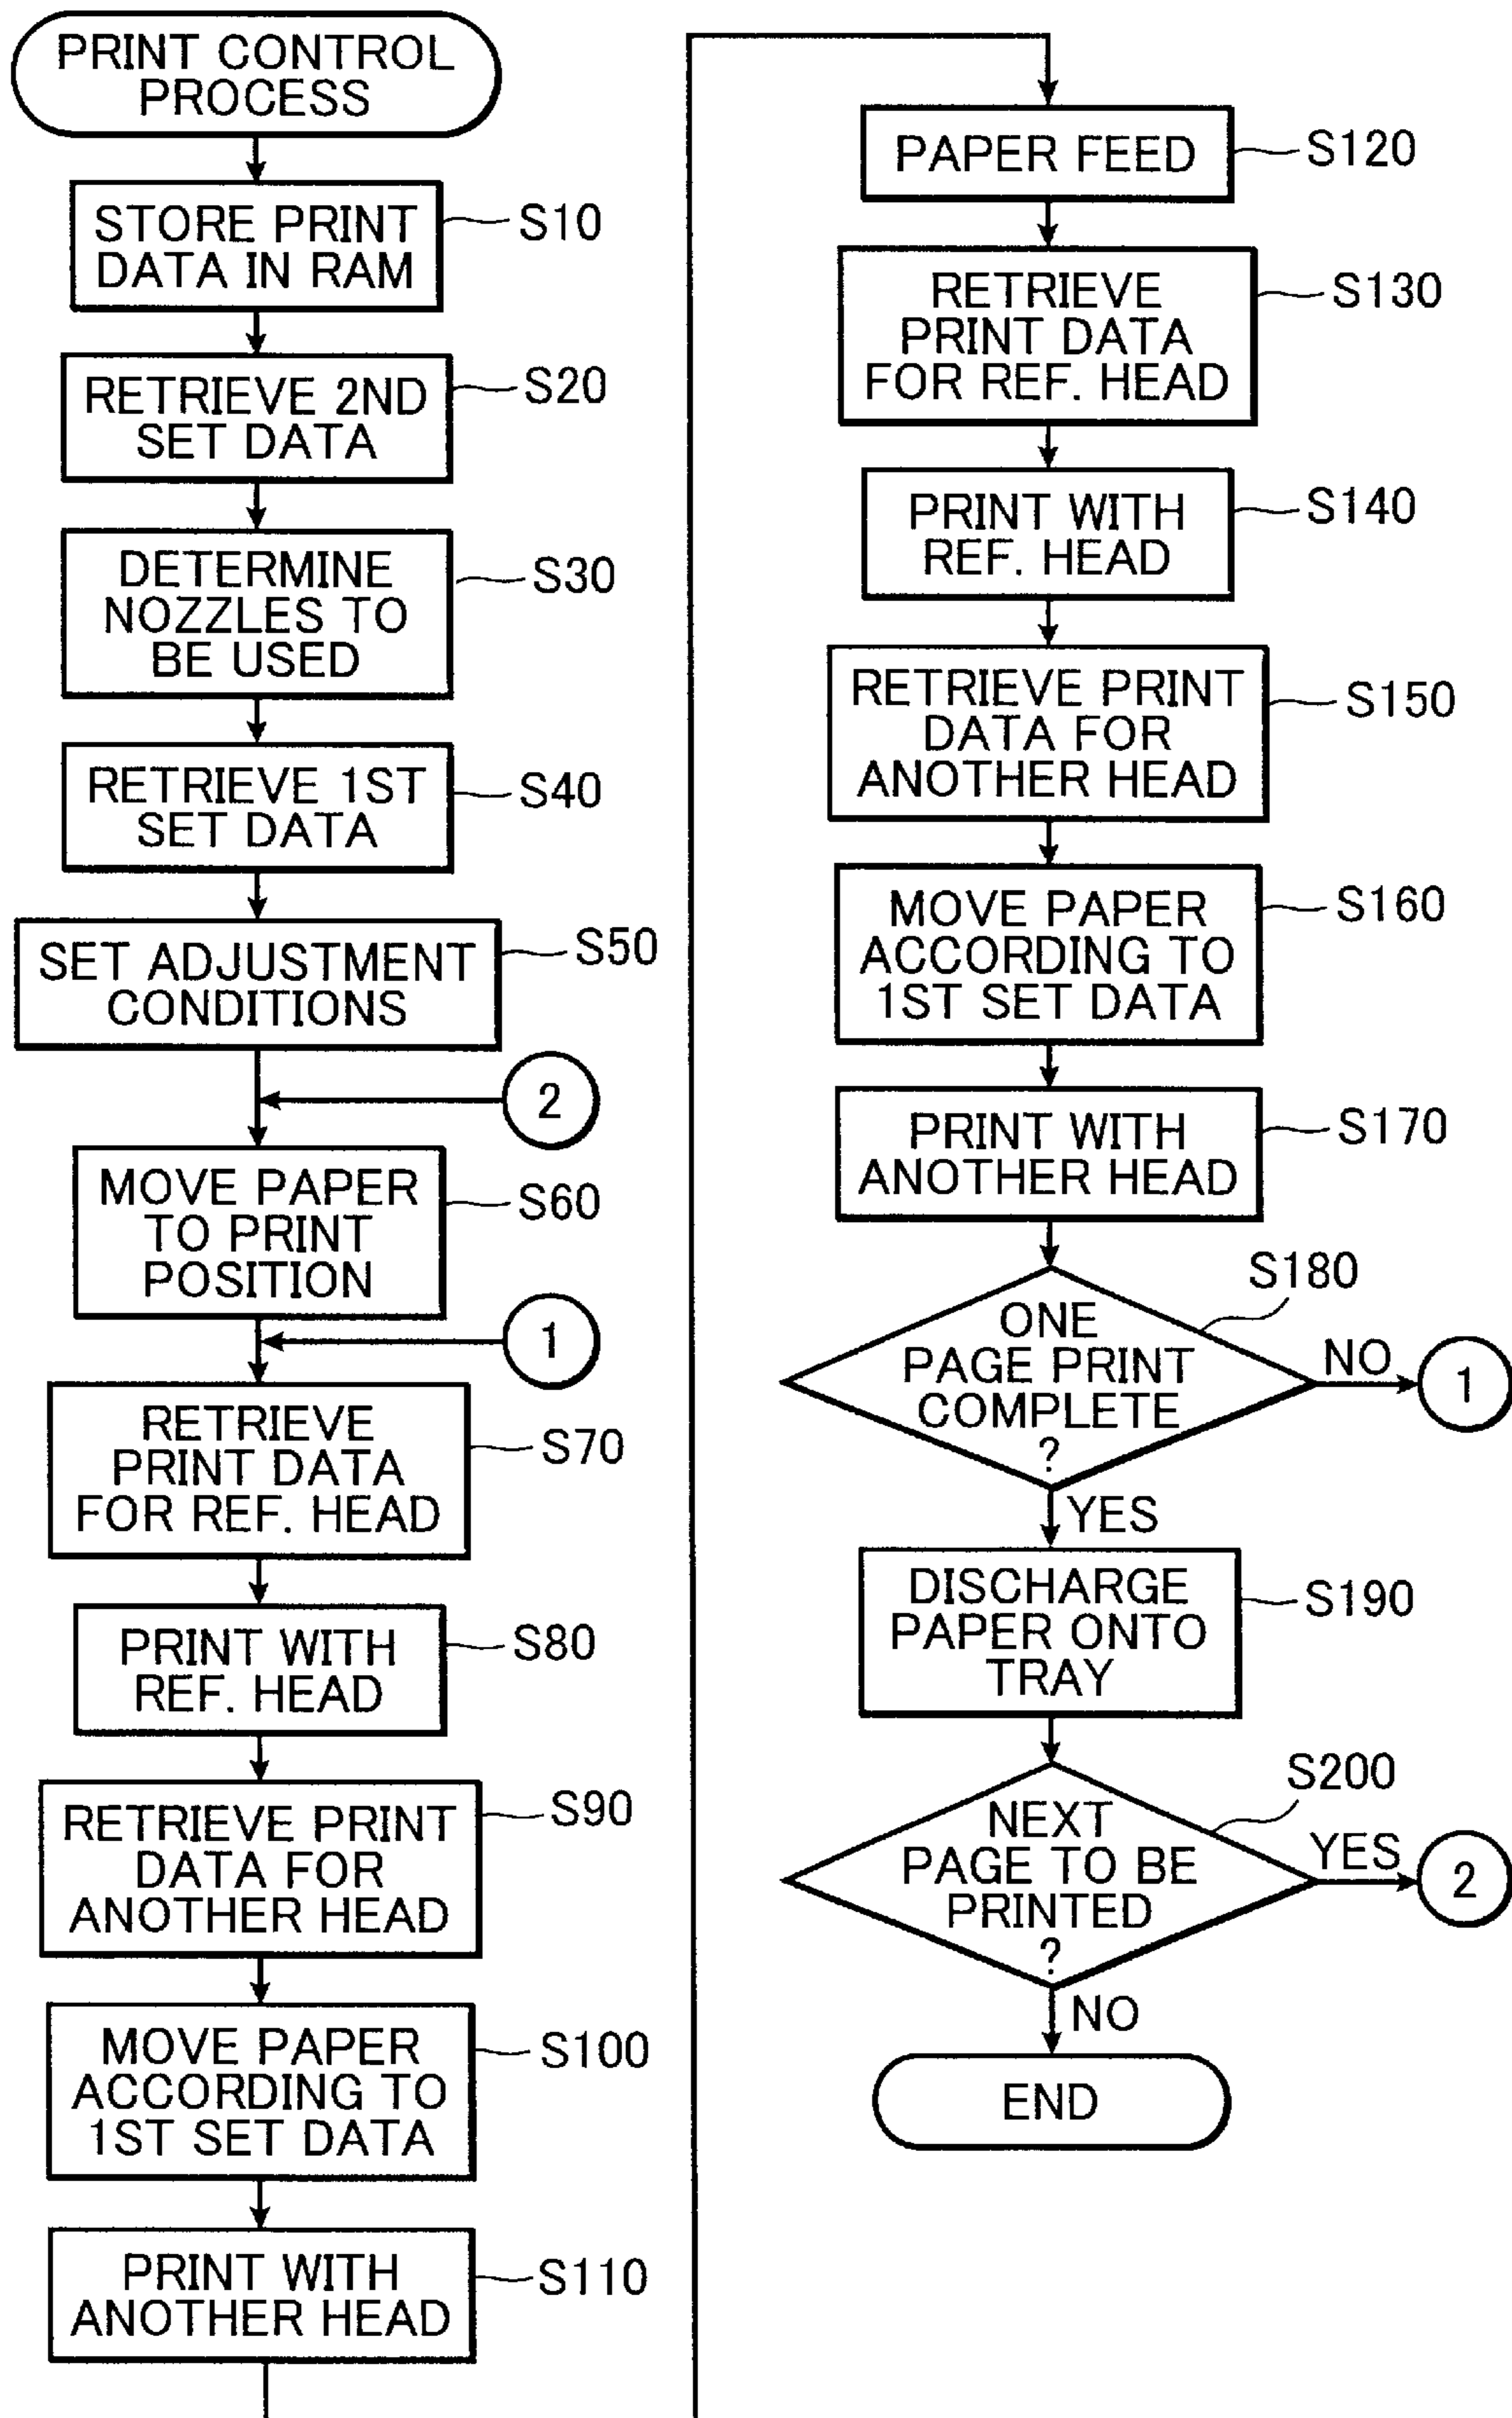 PRINT CONTROL
PROCESS
STORE PRINT
DATA IN RAM
S10
RETRIEVE 2ND
SET DATA
S20
DETERMINE
NOZZLES TO
BE USED
S30
RETRIEVE 1ST
SET DATA
S40
SET ADJUSTMENT
CONDITIONS
S50
2
MOVE PAPER
TO PRINT
POSITION
S60
1
RETRIEVE
PRINT DATA
FOR REF. HEAD
S70
PRINT WITH
REF. HEAD
S80
RETRIEVE PRINT
DATA FOR
ANOTHER HEAD
S90
MOVE PAPER
ACCORDING TO
1ST SET DATA
S100
PRINT WITH
ANOTHER HEAD
S110
PAPER FEED
S120
RETRIEVE
PRINT DATA
FOR REF. HEAD
S130
PRINT WITH
REF. HEAD
S140
RETRIEVE PRINT
DATA FOR
ANOTHER HEAD
S150
MOVE PAPER
ACCORDING TO
1ST SET DATA
S160
PRINT WITH
ANOTHER HEAD
S170
S180
ONE
PAGE PRINT
COMPLETE
?
NO
1
YES
DISCHARGE
PAPER ONTO
TRAY
S190
S200
NEXT
PAGE TO BE
PRINTED
?
YES
2
NO
END